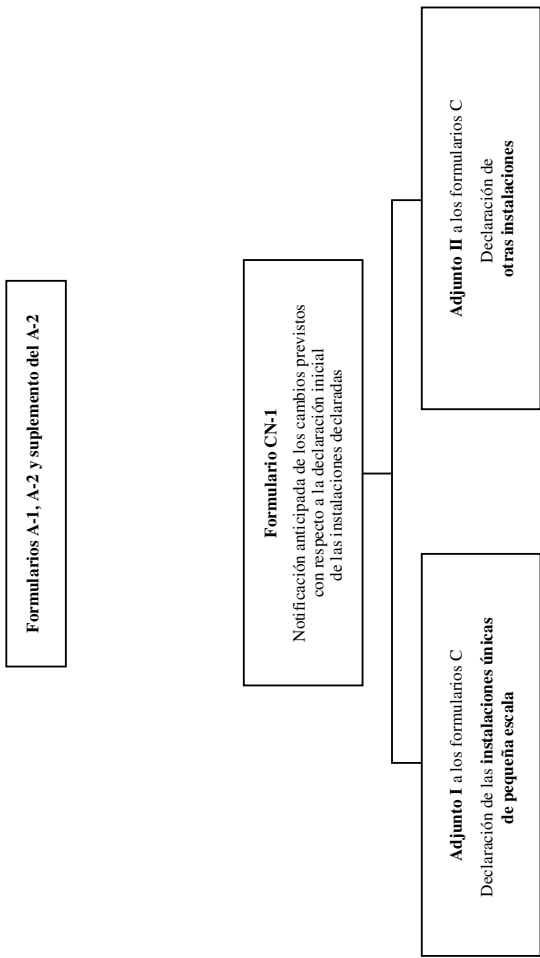 Formularios A-1, A-2 y suplemento del A-2
Formulario CN-1
Notificación anticipada de los cambios previstos
con respecto a la declaración inicial
de las instalaciones declaradas
Adjunto I a los formularios C
Declaración de las instalaciones únicas
de pequeña escala
Adjunto II a los formularios C
Declaración de
otras instalaciones